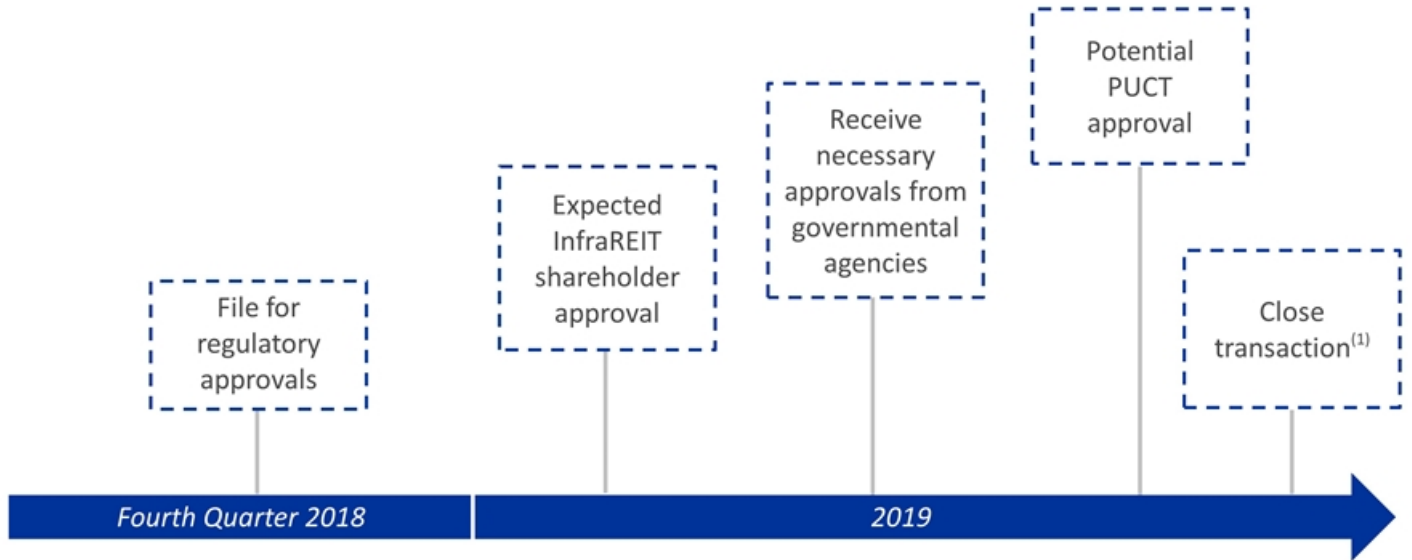 File for
regulatory
approvals
Expected
InfraREIT
shareholder
approval
Receive
necessary
approvals from
governmental
agencies
Potential
PUCT
approval
Close
transaction(1)
Fourth Quarter 2018
2019